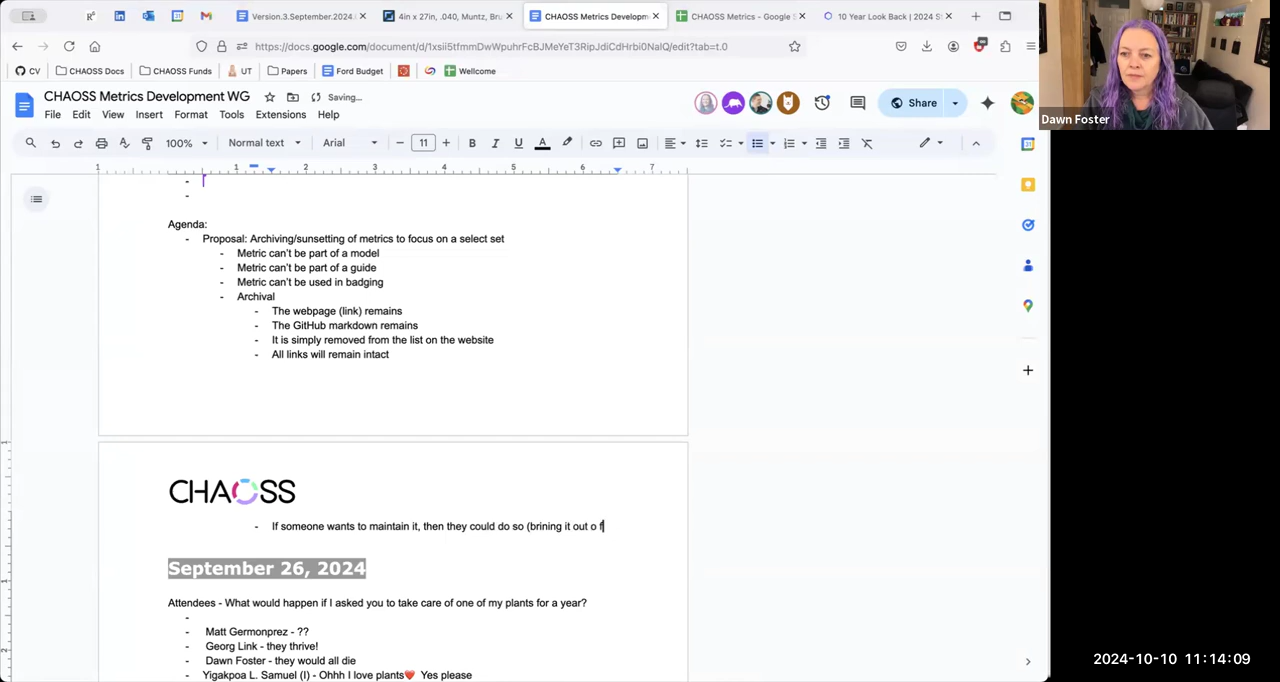 Version.3.September.2024.
4in x 27in, .040, Muntz, Bru
CHAOSS Metrics Developm
CHAOSS Metrics - Google S
10 Year Look Back | 2024 S
https://docs.google.com/document/d/1xsii5tfmmDwWpuhrFcBJMeYeT3RipJdiCdHrbi0NalQ/edit?tab=t.0
CV CHAOSS Docs CHAOSS Funds UT Papers Ford Budget Wellcome
CHAOSS Metrics Development WG Saving…
File Edit View Insert Format Tools Extensions Help
Share
100% Normal text Arial 11
1 1 2 3 4 5 6 7
Agenda:
- Proposal: Archiving/sunsetting of metrics to focus on a select set
- Metric can't be part of a model
- Metric can't be part of a guide
- Metric can't be used in badging
- Archival
- The webpage (link) remains
- The GitHub markdown remains
- It is simply removed from the list on the website
- All links will remain intact
CHAOSS
- If someone wants to maintain it, then they could do so (brining it out o f
September 26, 2024
Attendees - What would happen if I asked you to take care of one of my plants for a year?
-
- Matt Germonprez - ??
- Georg Link - they thrive!
- Dawn Foster - they would all die
- Yigakpoa L. Samuel (I) - Ohhh I love plants❤️ Yes please
Dawn Foster
2024-10-10 11:14:09